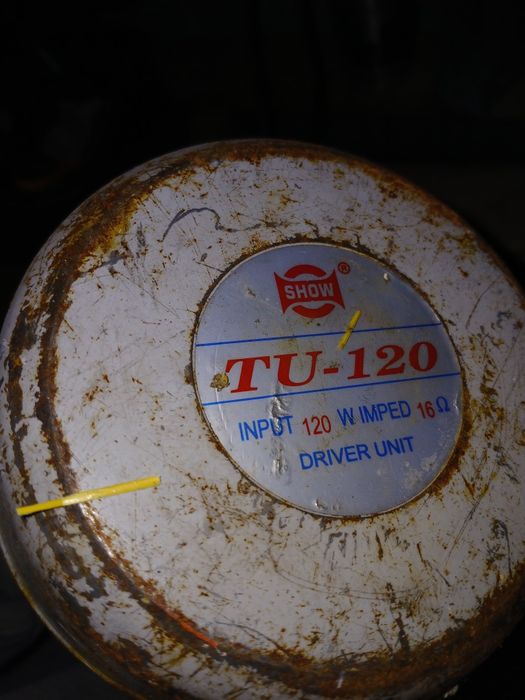 SHOW®
TU-120
INPUT 120 W IMPED 16 Ω
DRIVER UNIT